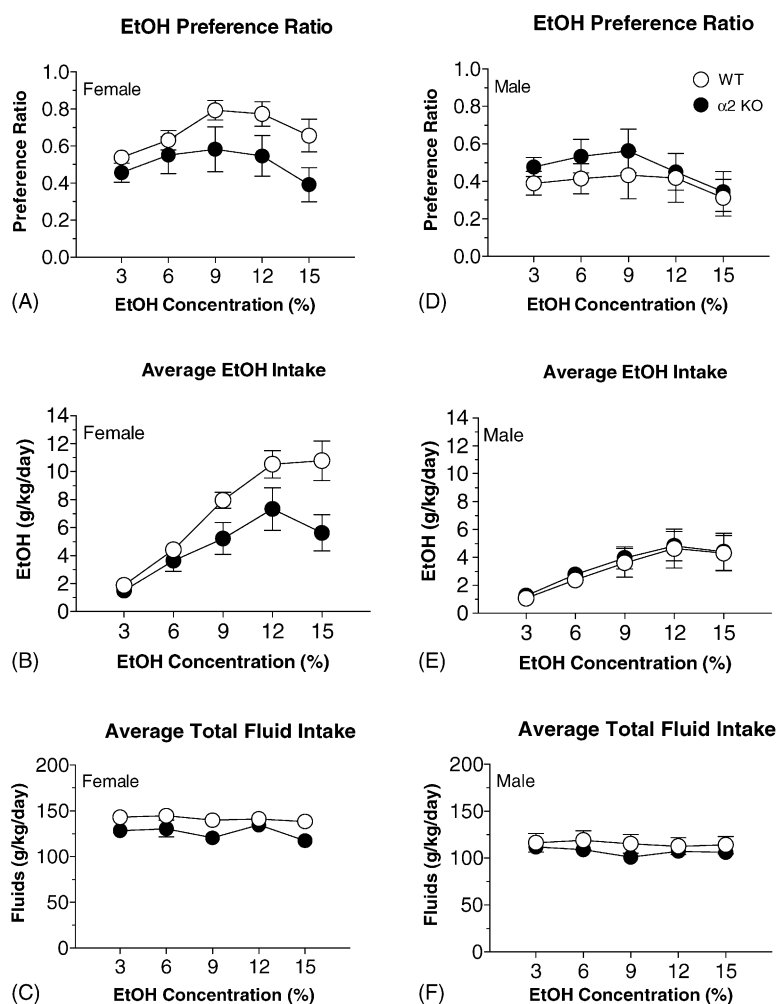 EtOH Preference Ratio
Female
Preference Ratio
1.0
0.8
0.6
0.4
0.2
0.0
3 6 9 12 15
(A)
EtOH Concentration (%)
EtOH Preference Ratio
Male
WT
α2 KO
Preference Ratio
1.0
0.8
0.6
0.4
0.2
0.0
3 6 9 12 15
(D)
EtOH Concentration (%)
Average EtOH Intake
Female
EtOH (g/kg/day)
14
12
10
8
6
4
2
0
3 6 9 12 15
(B)
EtOH Concentration (%)
Average EtOH Intake
Male
EtOH (g/kg/day)
14
12
10
8
6
4
2
0
3 6 9 12 15
(E)
EtOH Concentration (%)
Average Total Fluid Intake
Female
Fluids (g/kg/day)
200
150
100
50
0
3 6 9 12 15
(C)
EtOH Concentration (%)
Average Total Fluid Intake
Male
Fluids (g/kg/day)
200
150
100
50
0
3 6 9 12 15
(F)
EtOH Concentration (%)